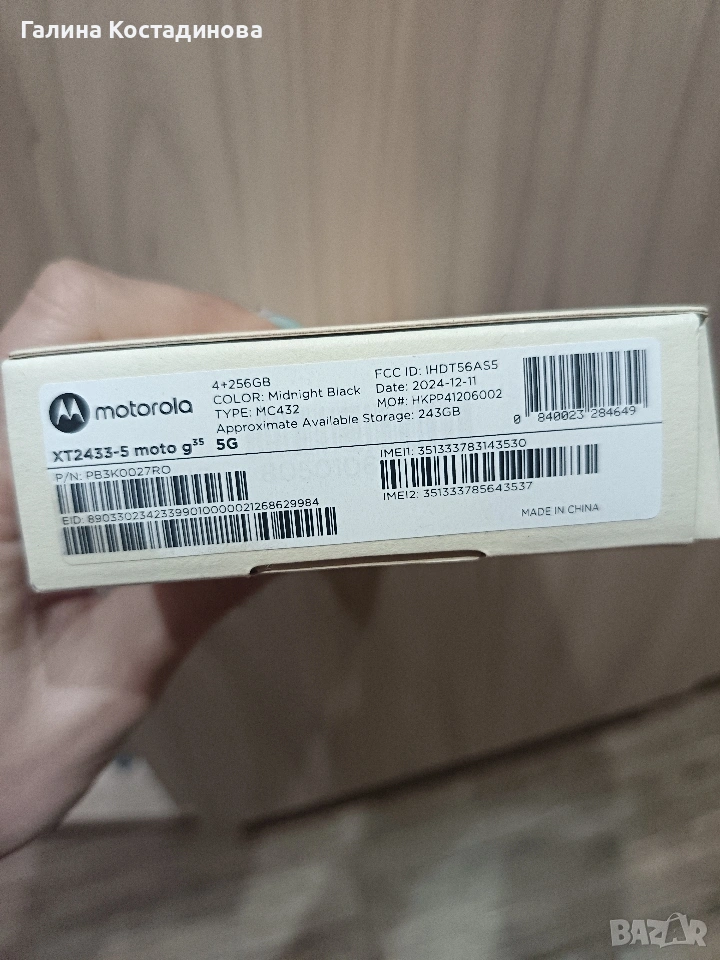 Галина Костадинова
motorola
4+256GB
COLOR: Midnight Black
TYPE: MC432
Approximate Available Storage: 243GB
FCC ID: IHDT56AS5
Date: 2024-12-11
MO#: HKPP41206002
0 840023 284649
XT2433-5 moto g35 5G
P/N: PB3K0027RO
EID: 89033023423399010000021268629984
IMEI1: 351333783143530
IMEI2: 351333785643537
MADE IN CHINA
BAZAR